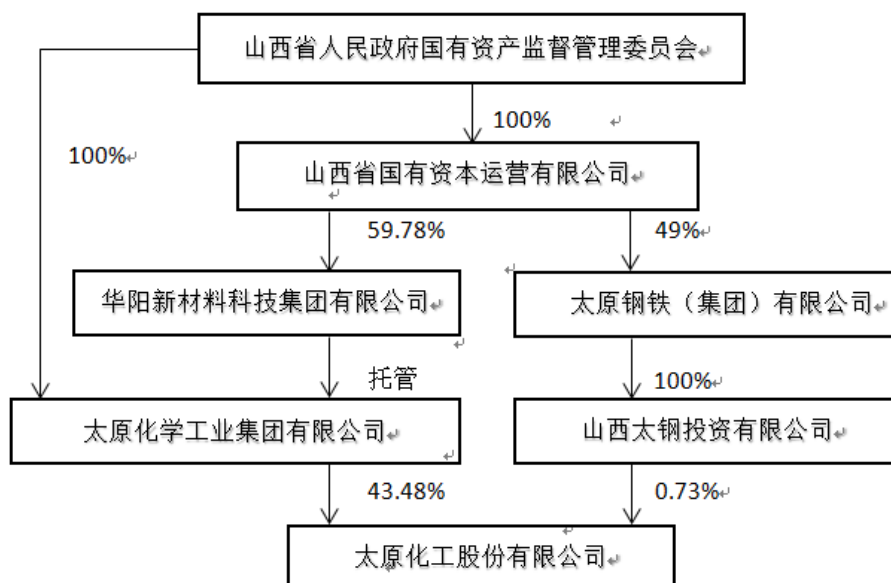 山西省人民政府国有资产监督管理委员会
100%
100%
山西省国有资本运营有限公司
59.78%
49%
华阳新材料科技集团有限公司
太原钢铁（集团）有限公司
托管
100%
太原化学工业集团有限公司
山西太钢投资有限公司
43.48%
0.73%
太原化工股份有限公司